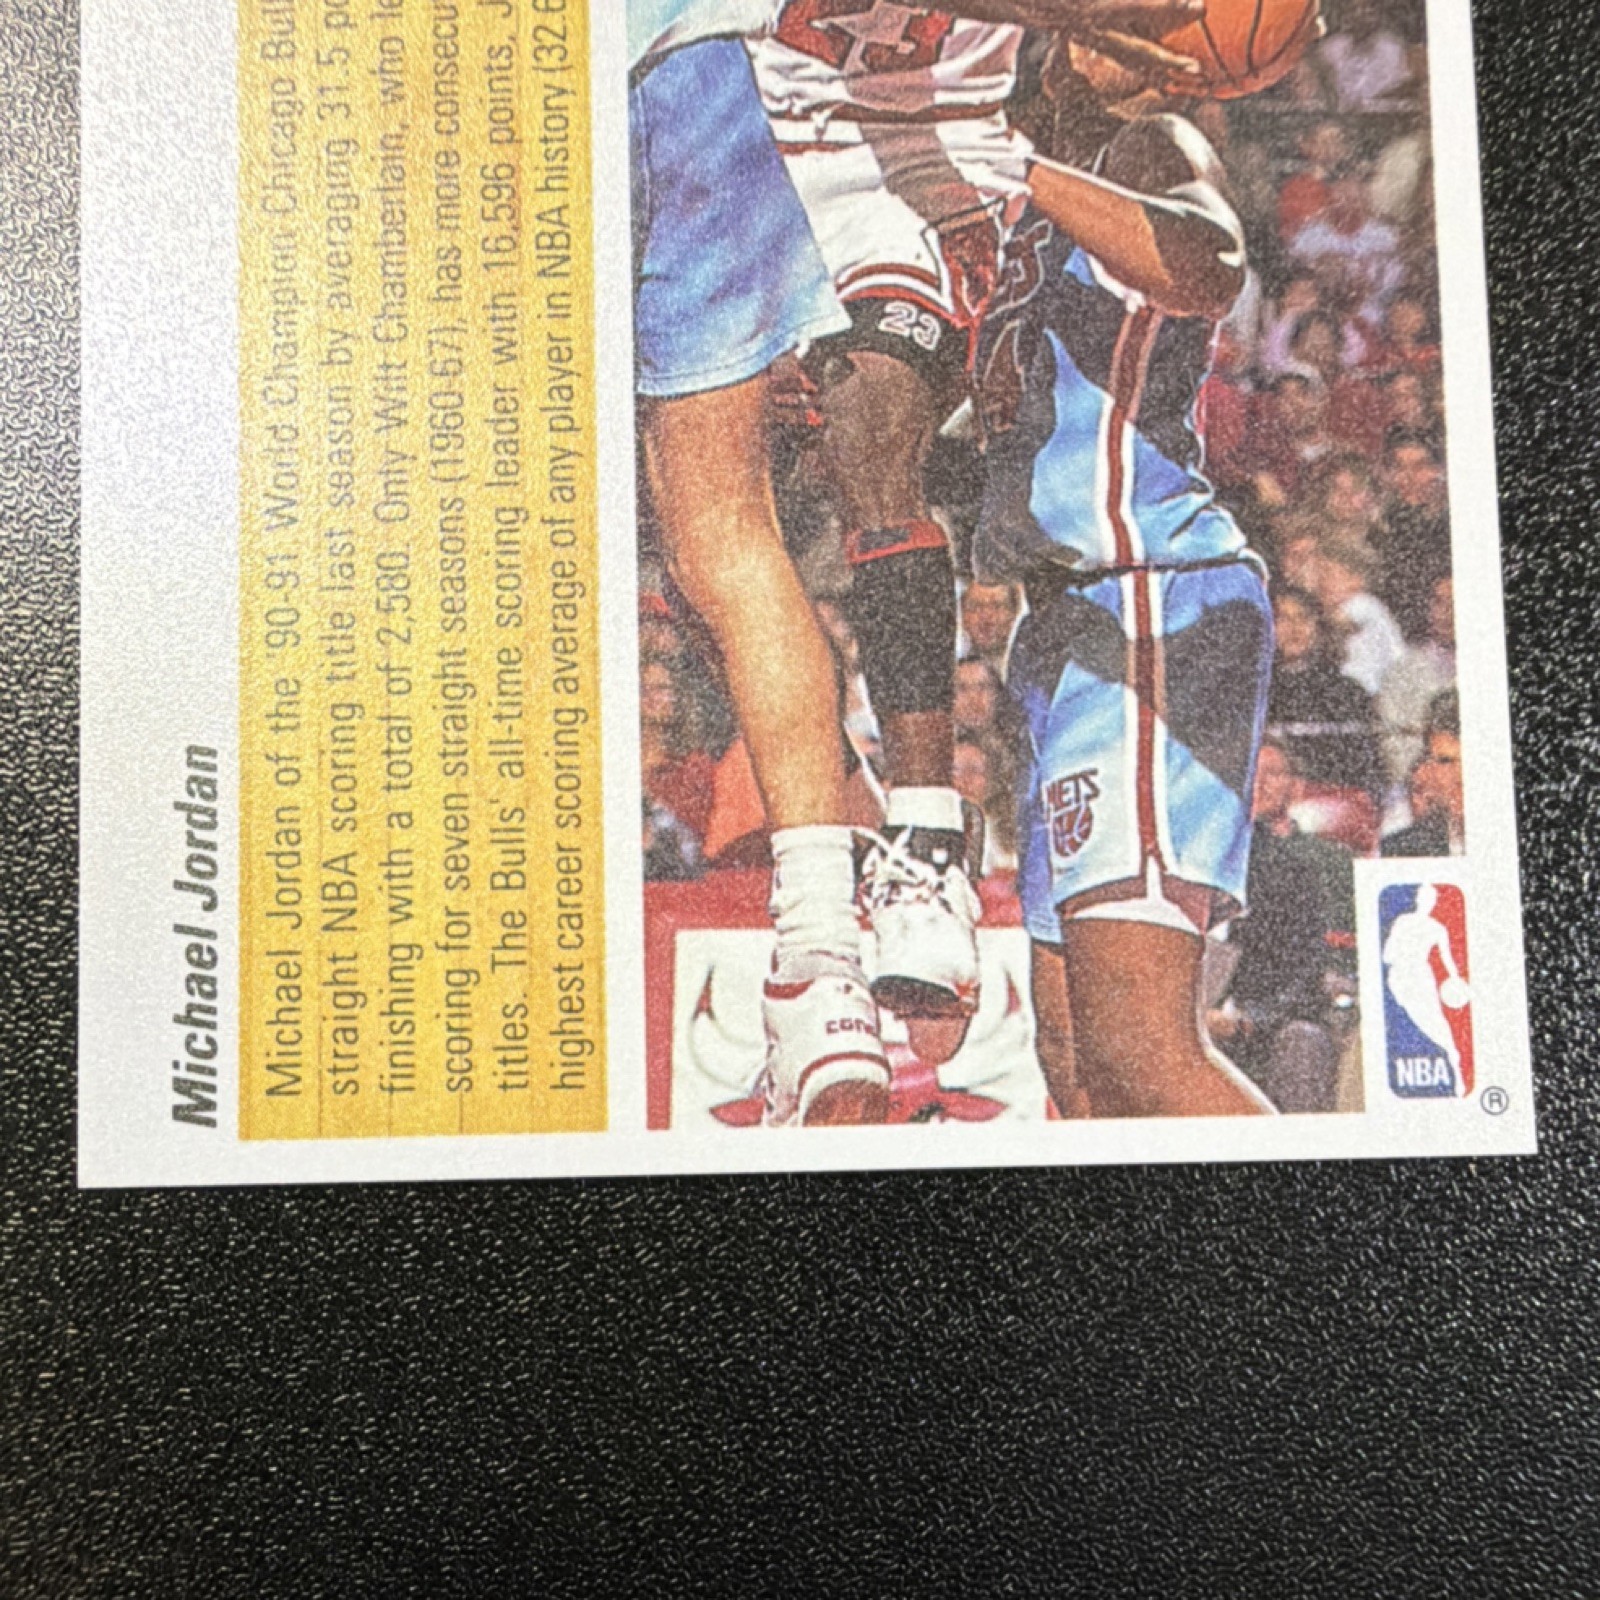 Michael Jordan
Michael Jordan of the '90-91 World Champion Chicago
straight NBA scoring title last season by averaging 31.5
finishing with a total of 2,580. Only Wilt Chamberlain, who
scoring for seven straight seasons (1960-67), has more
titles. The Bulls' all-time scoring leader with 16,596 points,
highest career scoring average of any player in NBA history (32.6
23
NETS
NBA
®